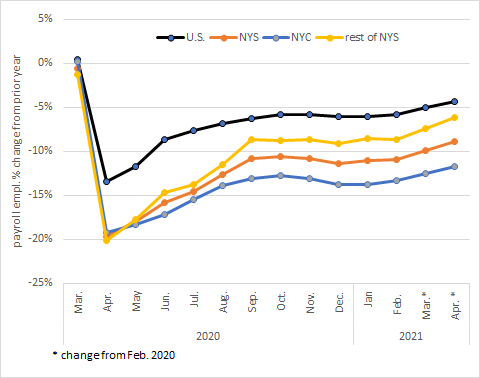 5%
0%
-5%
-10%
-15%
-20%
-25%
payroll empl. % change from prior year
U.S. NYS NYC rest of NYS
Mar. Apr. May Jun. Jul. Aug. Sep. Oct. Nov. Dec. Jan Feb. Mar. * Apr. *
2020 2021
* change from Feb. 2020